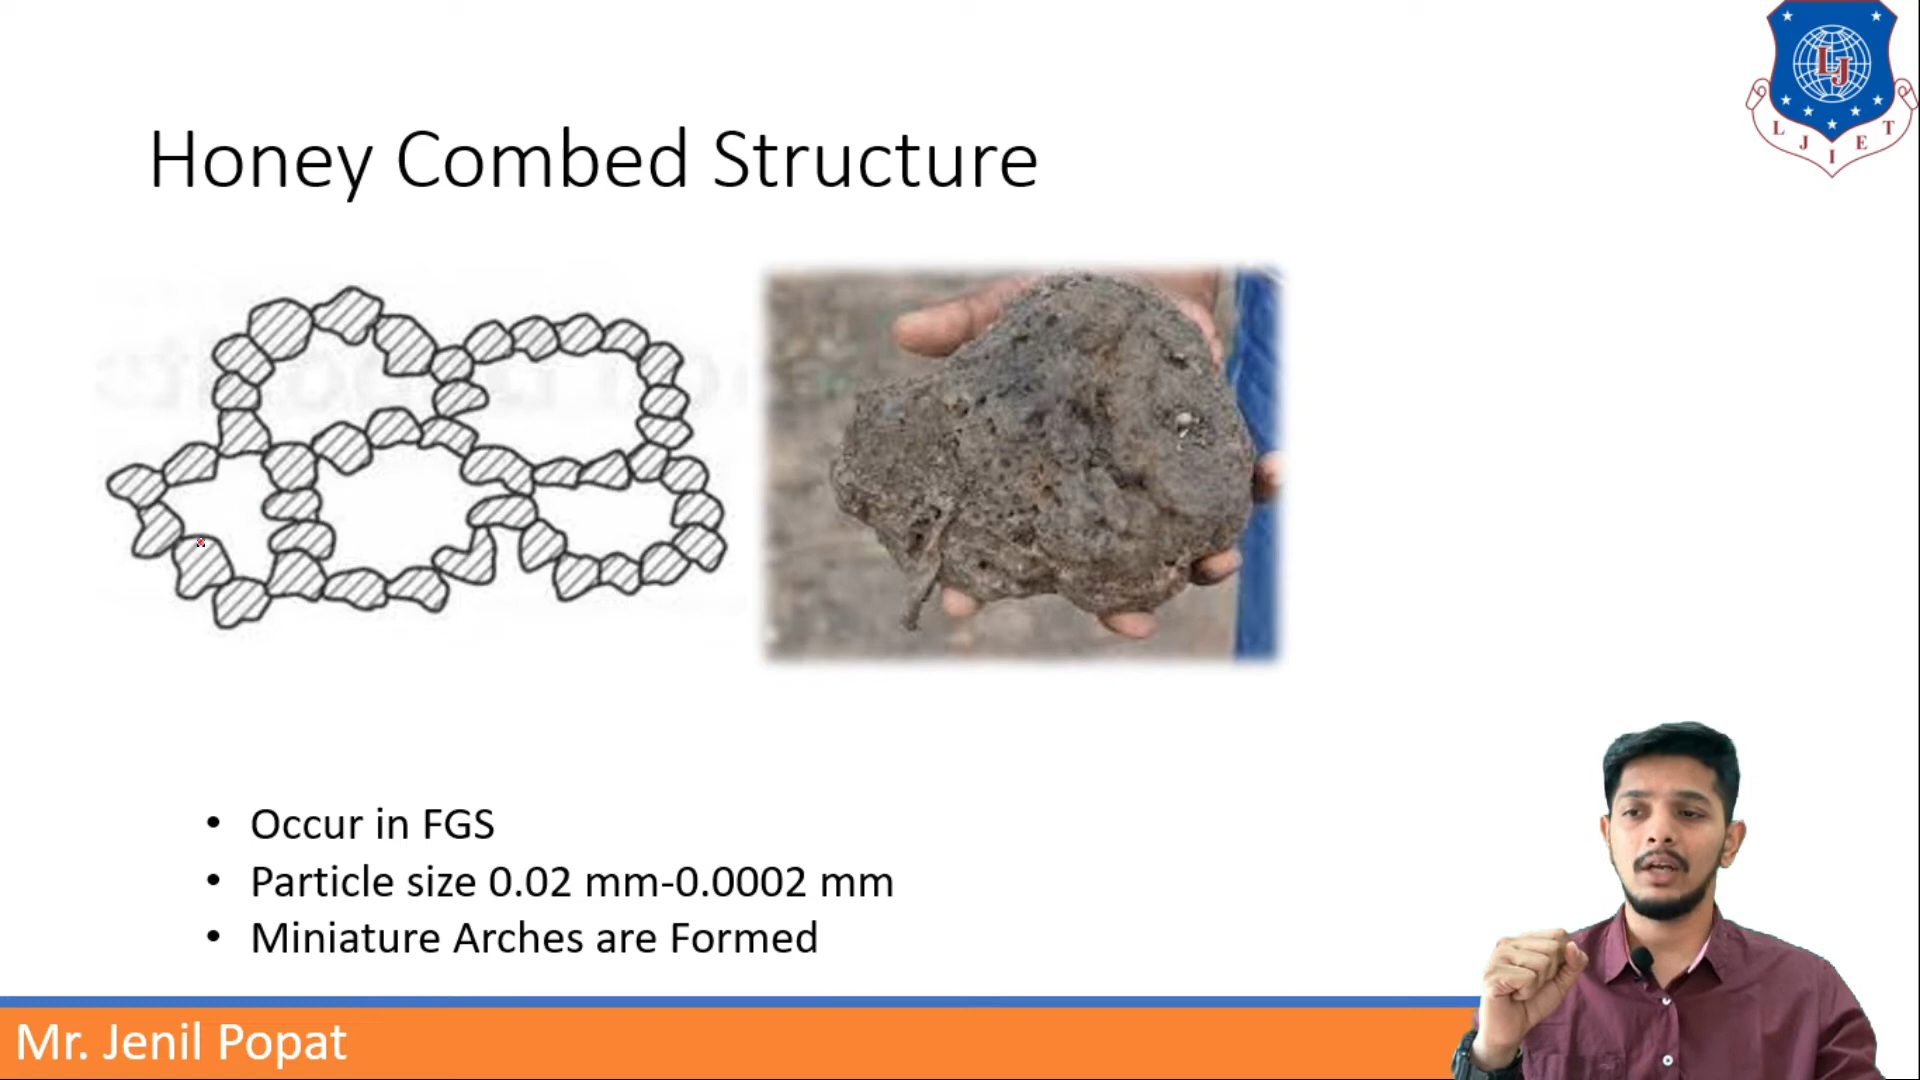 L J I E T
LJ
Honey Combed Structure
• Occur in FGS
• Particle size 0.02 mm-0.0002 mm
• Miniature Arches are Formed
Mr. Jenil Popat